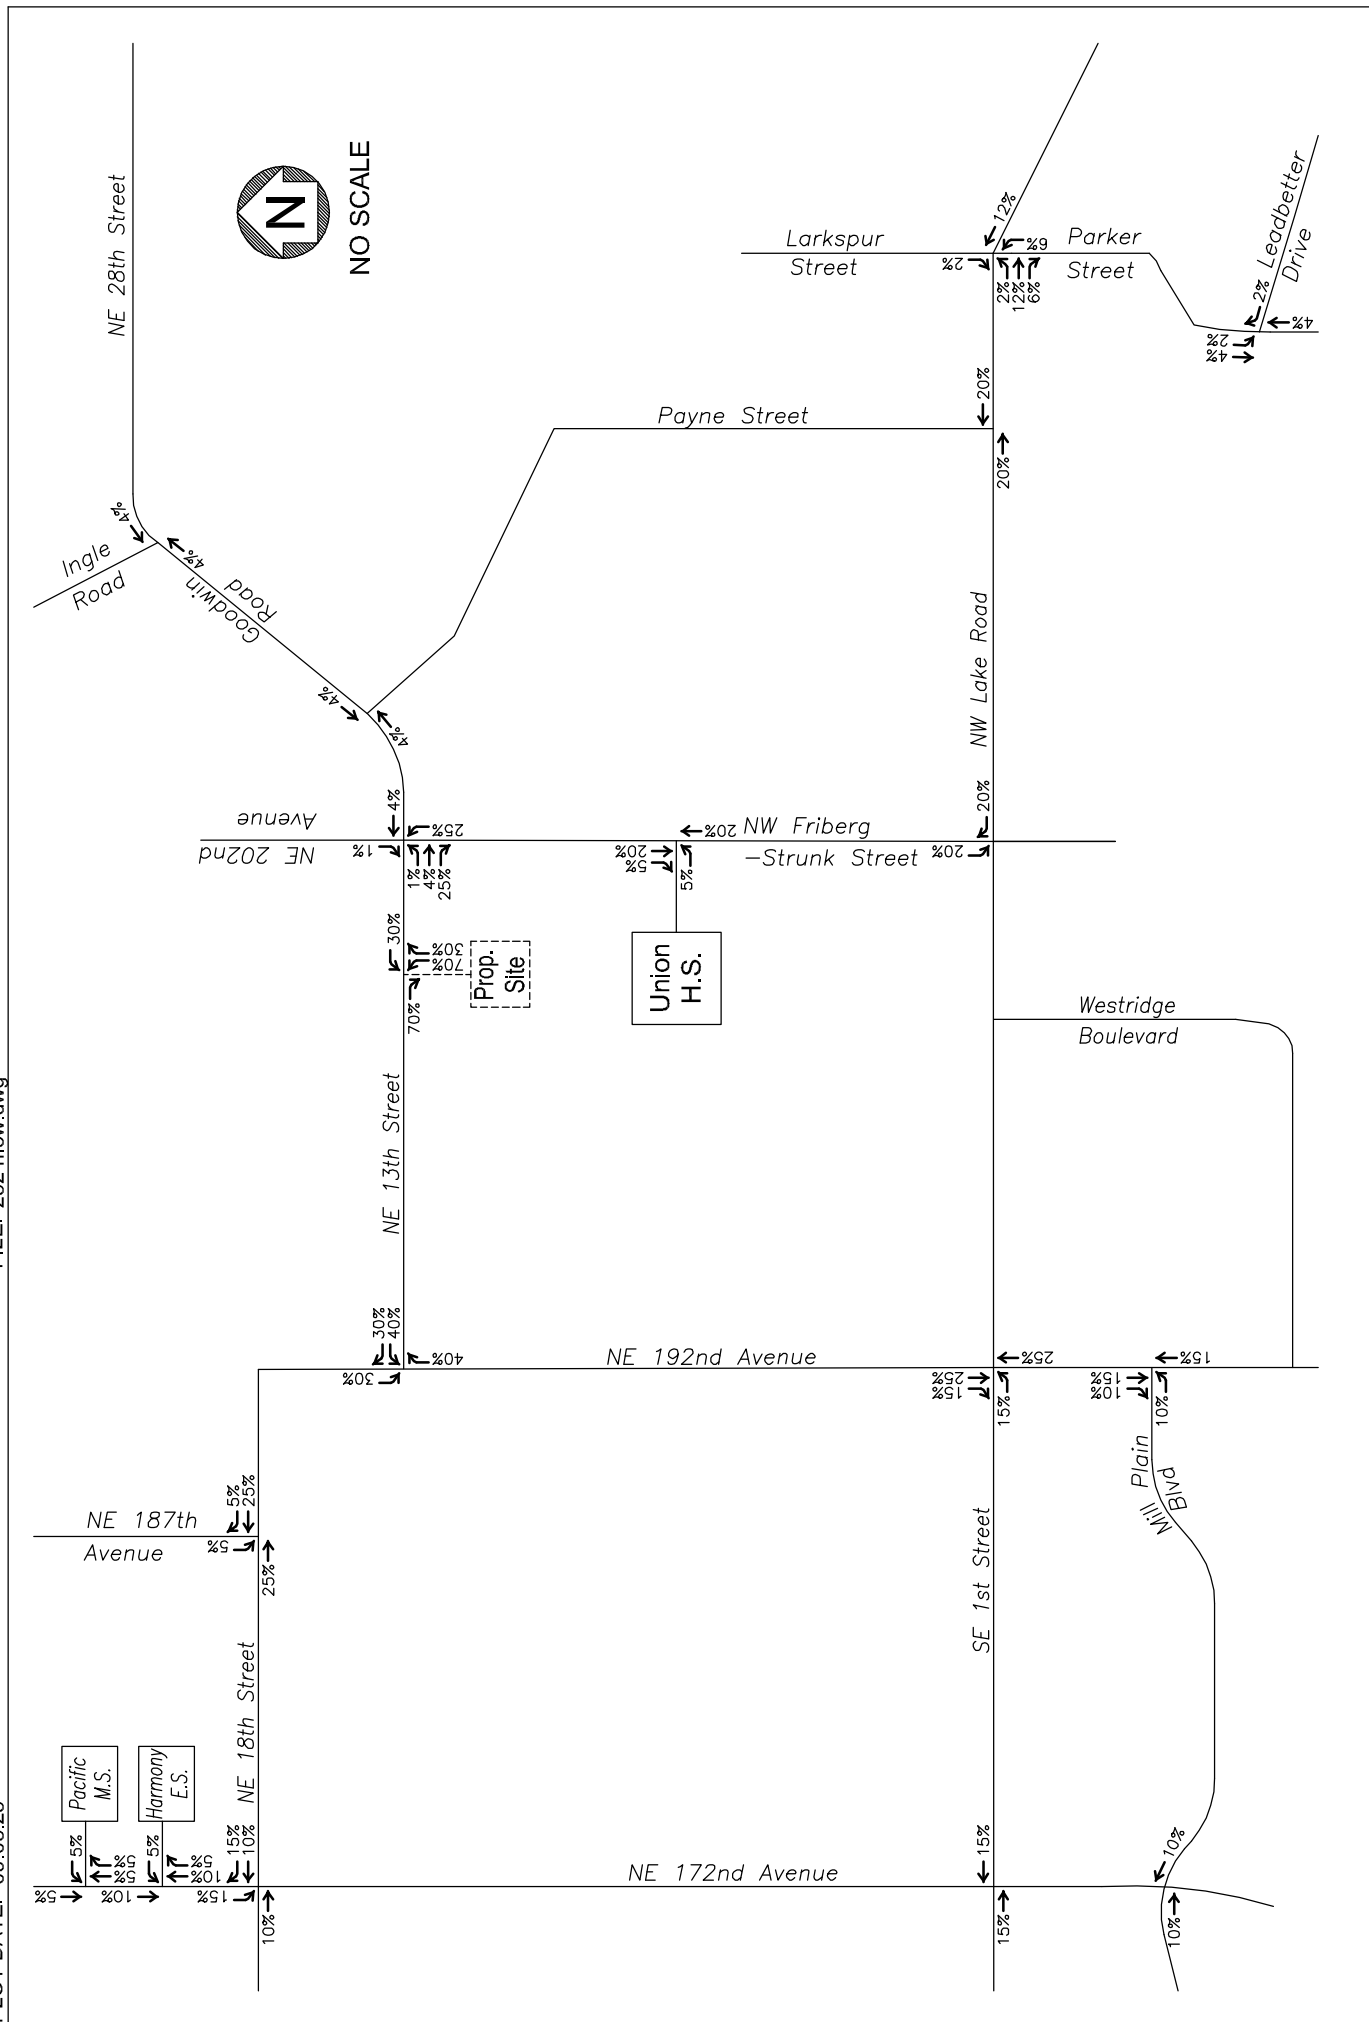 NE 28th Street
N
NO SCALE
Ingle
Road
4%
4%
Goodwin
Road
4%
4%
Larkspur
Street
2%
12%
6%
Parker
Street
2%
12%
6%
2%
Leadbetter
Drive
2%
4%
4%
Payne Street
20%
20%
NW Lake Road
NE 202nd
Avenue
4%
1%
25%
1%
4%
25%
20%
NW Friberg
-Strunk Street
20%
5%
5%
20%
20%
30%
30%
70%
70%
Prop.
Site
Union
H.S.
Westridge
Boulevard
NE 13th Street
30%
40%
40%
30%
NE 192nd Avenue
25%
25%
15%
15%
15%
15%
10%
10%
Mill Plain
Blvd
NE 187th
Avenue
5%
25%
5%
25%
NE 18th Street
SE 1st Street
Pacific
M.S.
Harmony
E.S.
5%
5%
5%
5%
5%
5%
10%
10%
15%
10%
15%
10%
NE 172nd Avenue
15%
15%
10%
10%